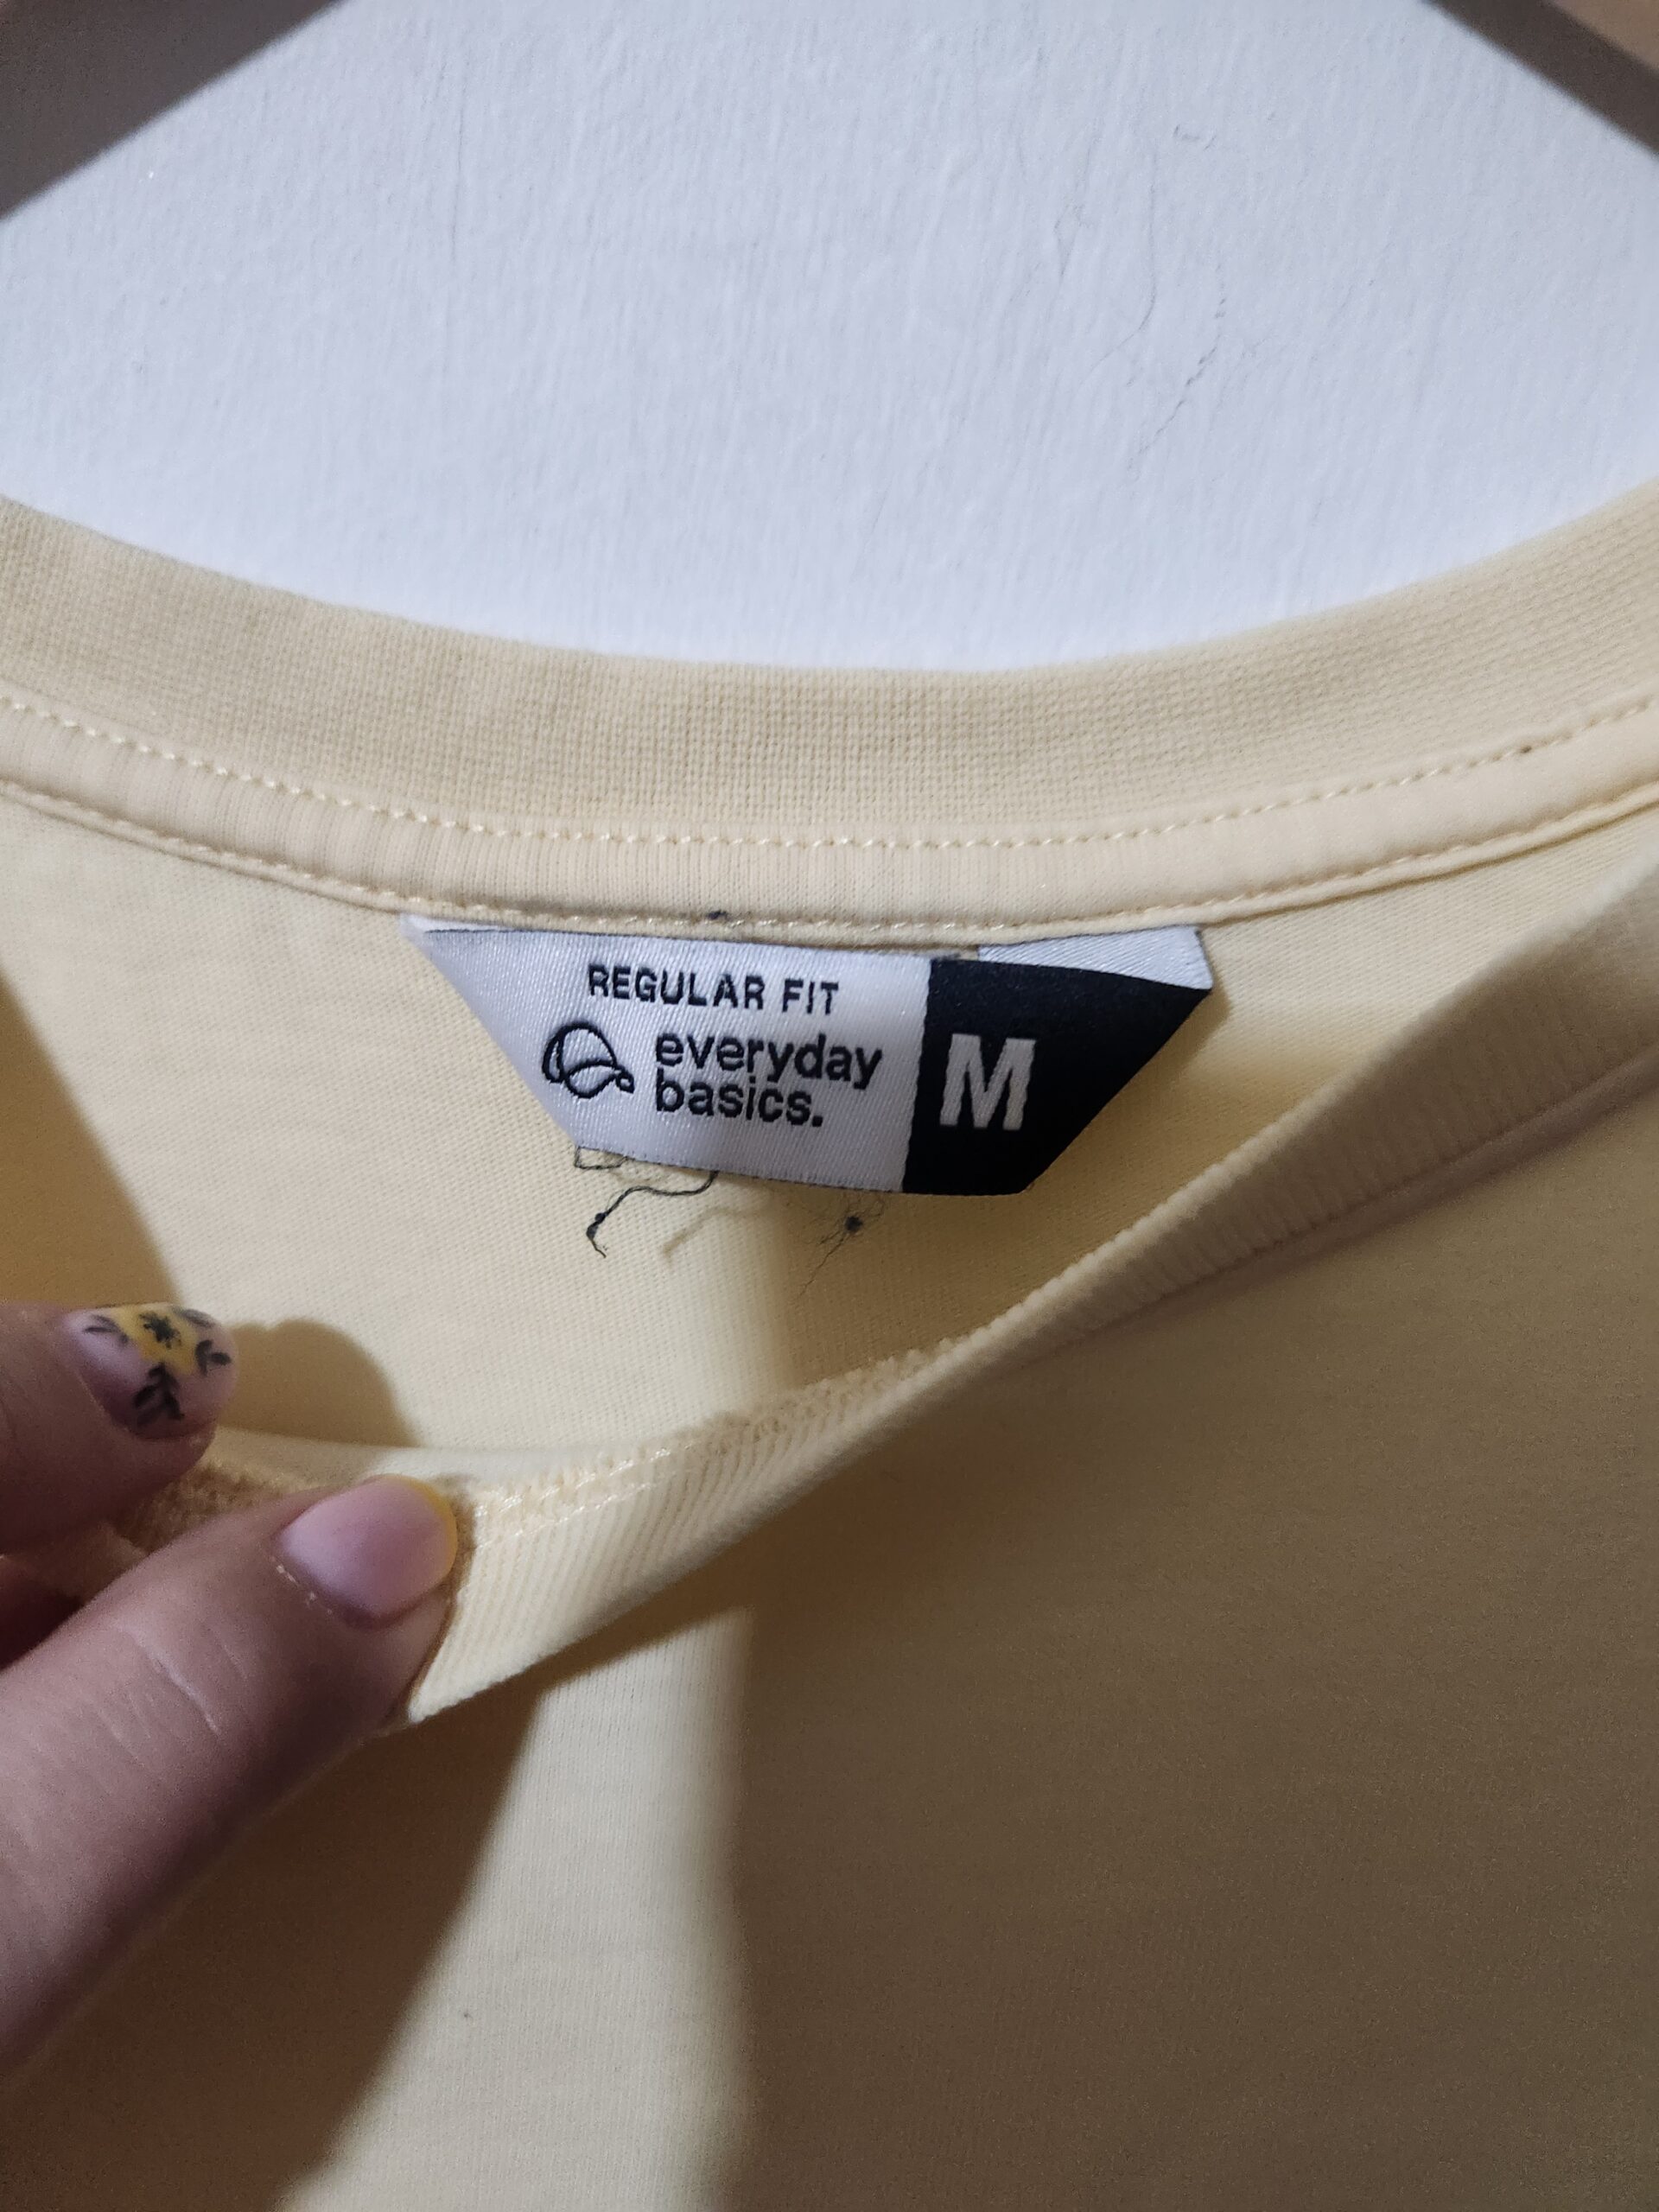 REGULAR FIT
everyday
basics.
M